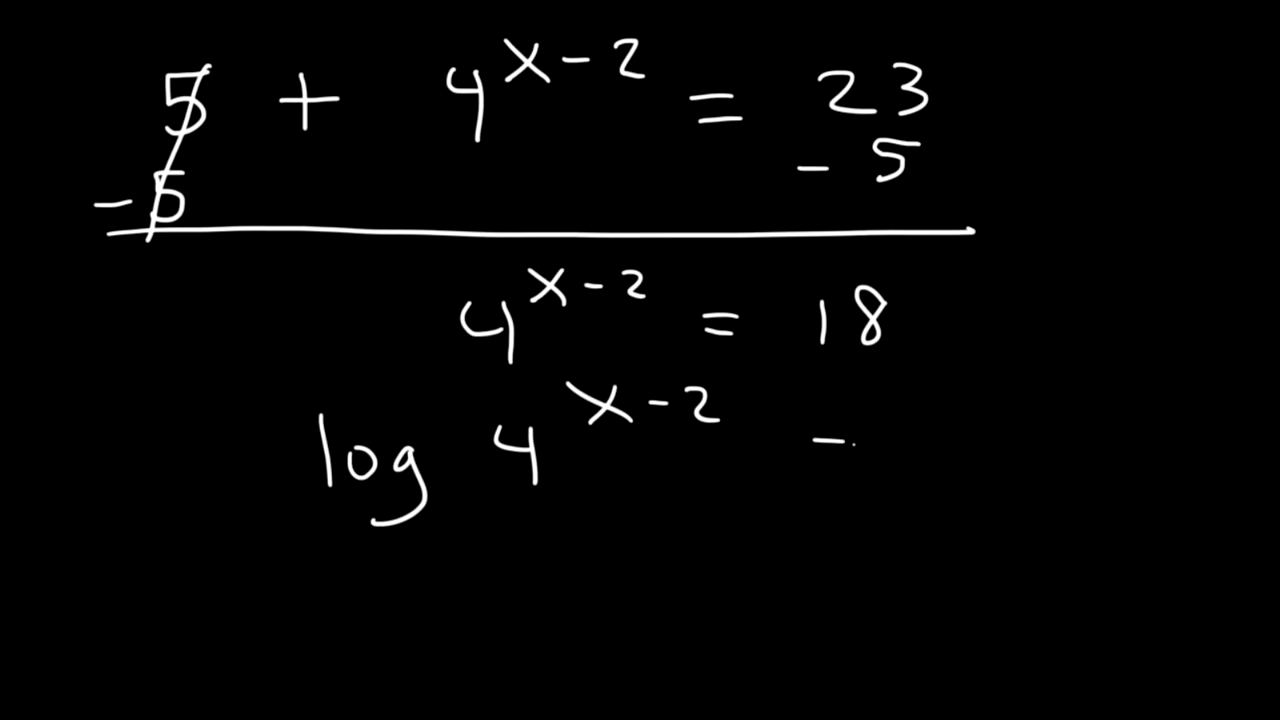 5 + 4^{x-2} = 23
-5 -5
4^{x-2} = 18
log 4^{x-2} -